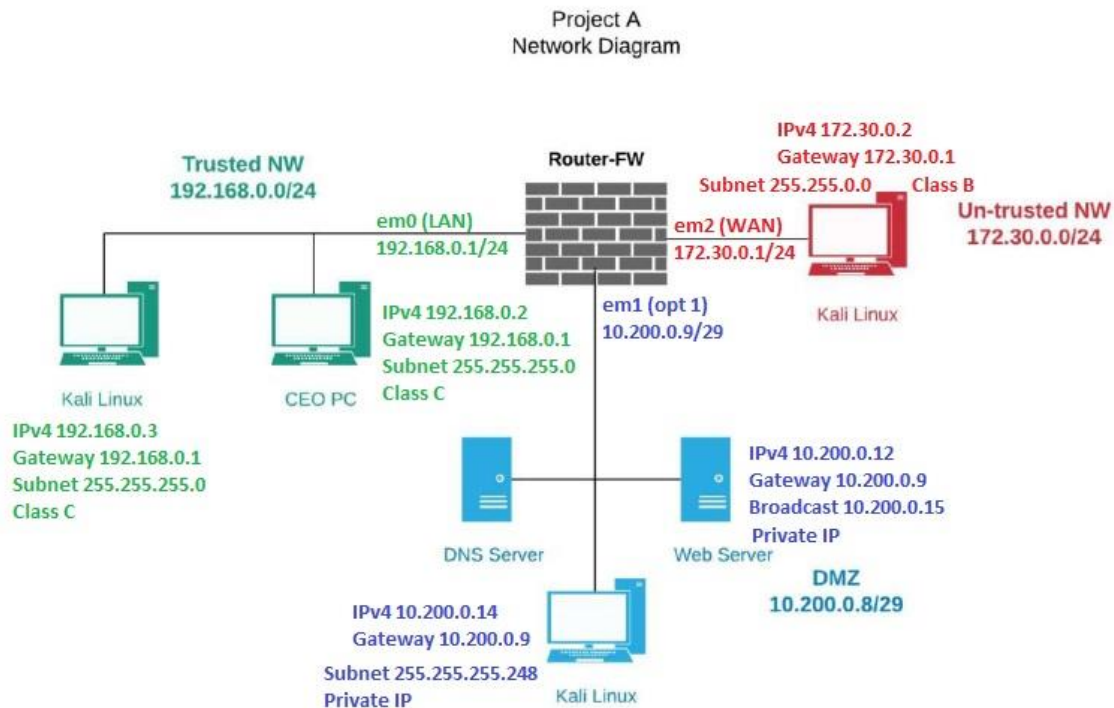 Project A
Network Diagram
Trusted NW
192.168.0.0/24
Router-FW
IPv4 172.30.0.2
Gateway 172.30.0.1
Subnet 255.255.0.0 Class B
Un-trusted NW
172.30.0.0/24
em0 (LAN)
192.168.0.1/24
em2 (WAN)
172.30.0.1/24
Kali Linux
em1 (opt 1)
10.200.0.9/29
Kali Linux
IPv4 192.168.0.3
Gateway 192.168.0.1
Subnet 255.255.255.0
Class C
CEO PC
IPv4 192.168.0.2
Gateway 192.168.0.1
Subnet 255.255.255.0
Class C
DNS Server
Web Server
IPv4 10.200.0.12
Gateway 10.200.0.9
Broadcast 10.200.0.15
Private IP
DMZ
10.200.0.8/29
IPv4 10.200.0.14
Gateway 10.200.0.9
Subnet 255.255.255.248
Private IP
Kali Linux